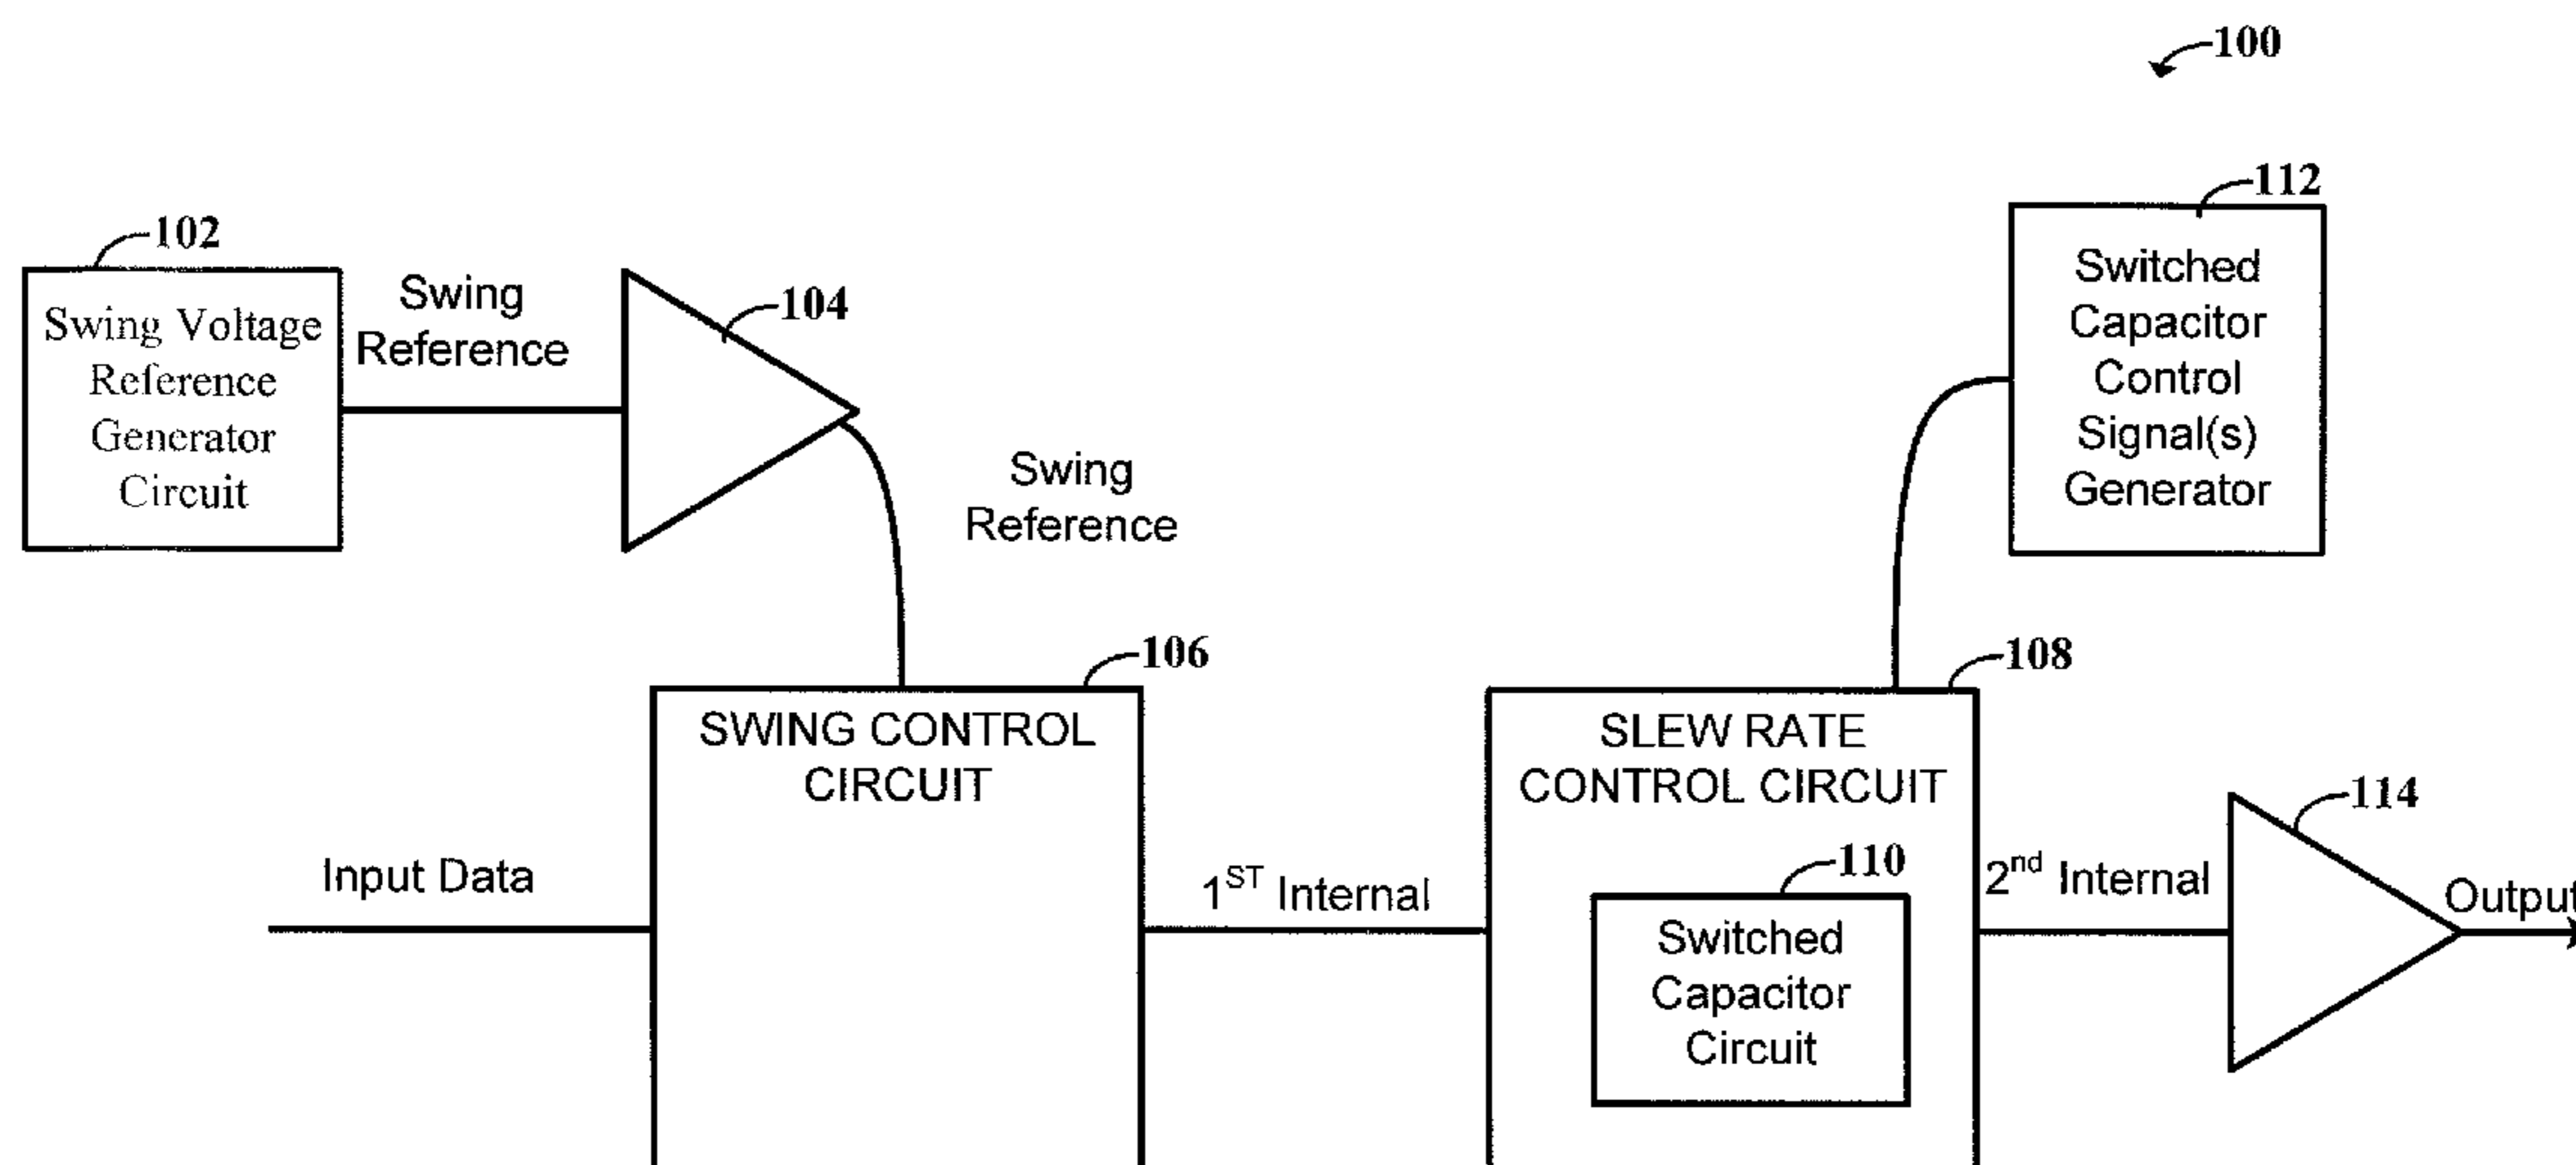 100
102
Swing Voltage
Reference
Generator
Circuit
Swing
Reference
104
Swing
Reference
112
Switched
Capacitor
Control
Signal(s)
Generator
106
SWING CONTROL
CIRCUIT
Input Data
1ST Internal
108
SLEW RATE
CONTROL CIRCUIT
110
Switched
Capacitor
Circuit
2nd Internal
114
Output